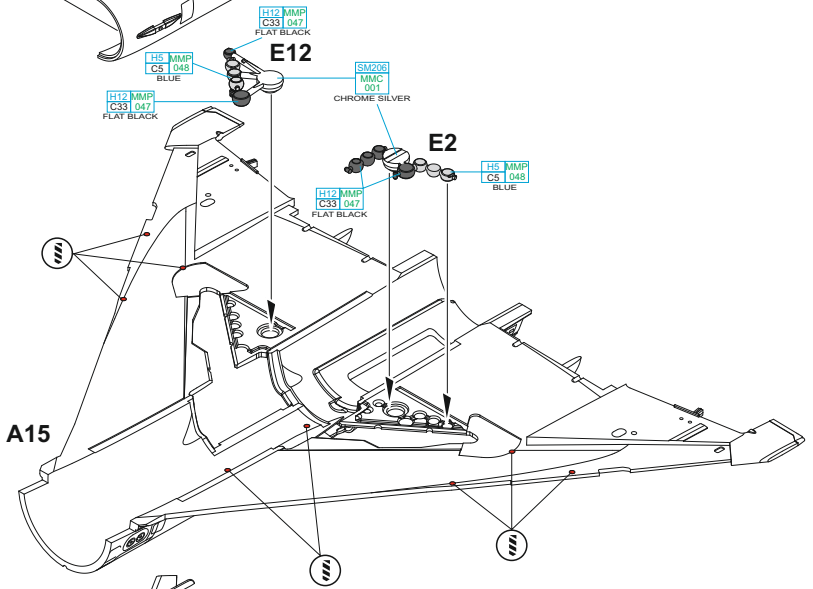 H12 MMP
C33 047
FLAT BLACK
E12
H5 MMP
C5 048
BLUE
SM206
MMC
001
CHROME SILVER
H12 MMP
C33 047
FLAT BLACK
E2
H5 MMP
C5 048
BLUE
H12 MMP
C33 047
FLAT BLACK
A15